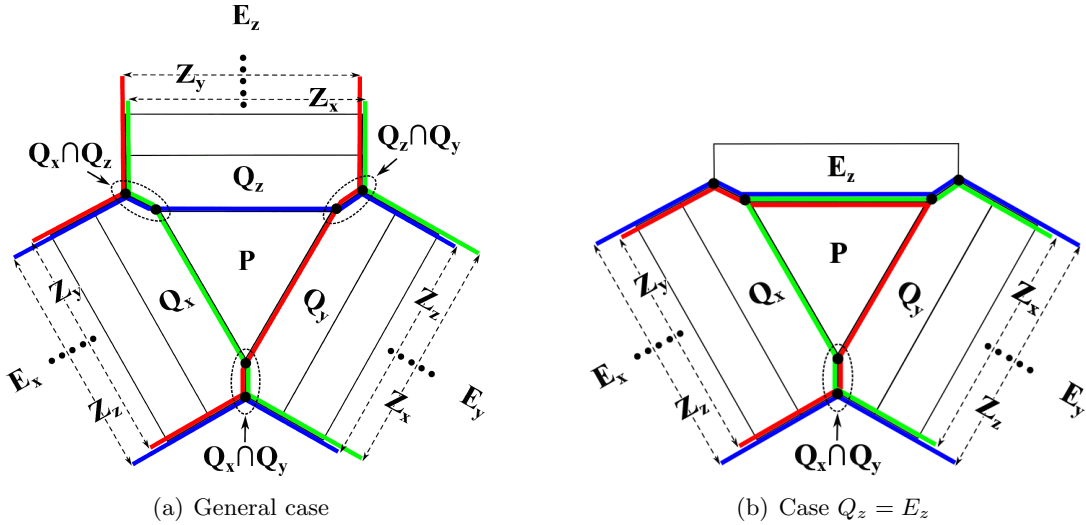 E_z
Z_y
Z_x
Q_x∩Q_z
Q_z∩Q_y
Q_z
P
Z_y
Q_x
Q_y
Z_z
E_x
Z_z
Z_x
E_y
Q_x∩Q_y
(a) General case
E_z
P
Z_y
Q_x
Q_y
Z_x
E_x
E_y
Z_z
Z_z
Q_x∩Q_y
(b) Case Q_z = E_z